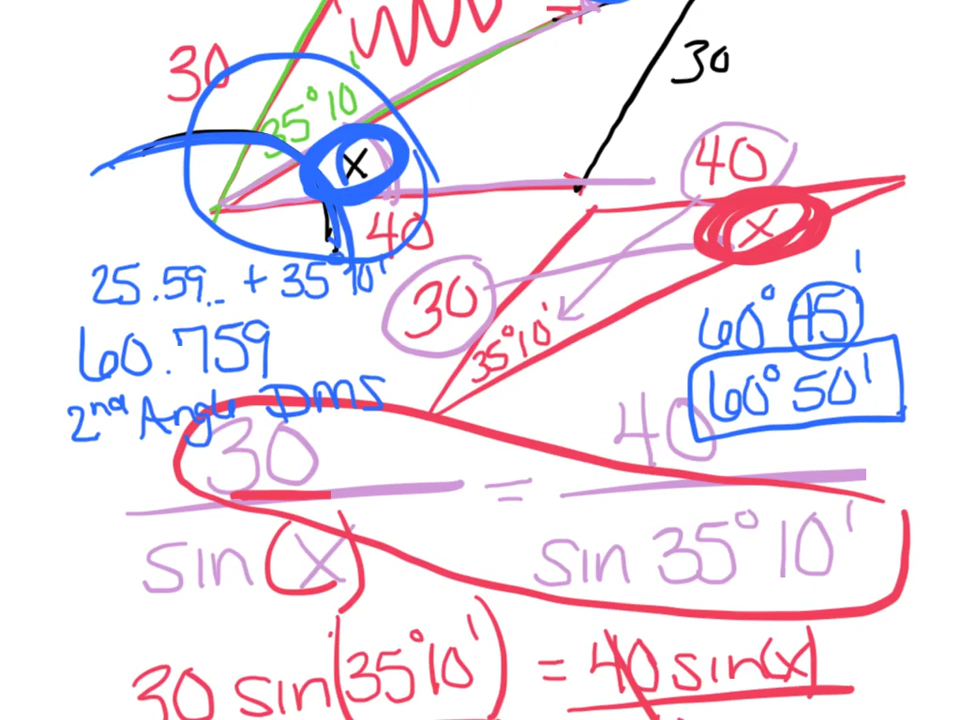 30
30
35°10'
X
40
40
X
25.59.. + 35°10'
30
35°10'
60° 45'
60.759
60° 50'
2nd Angle DMS
30 = 40
sin(x) sin 35°10'
30 sin(35°10') = 40 sin(x)